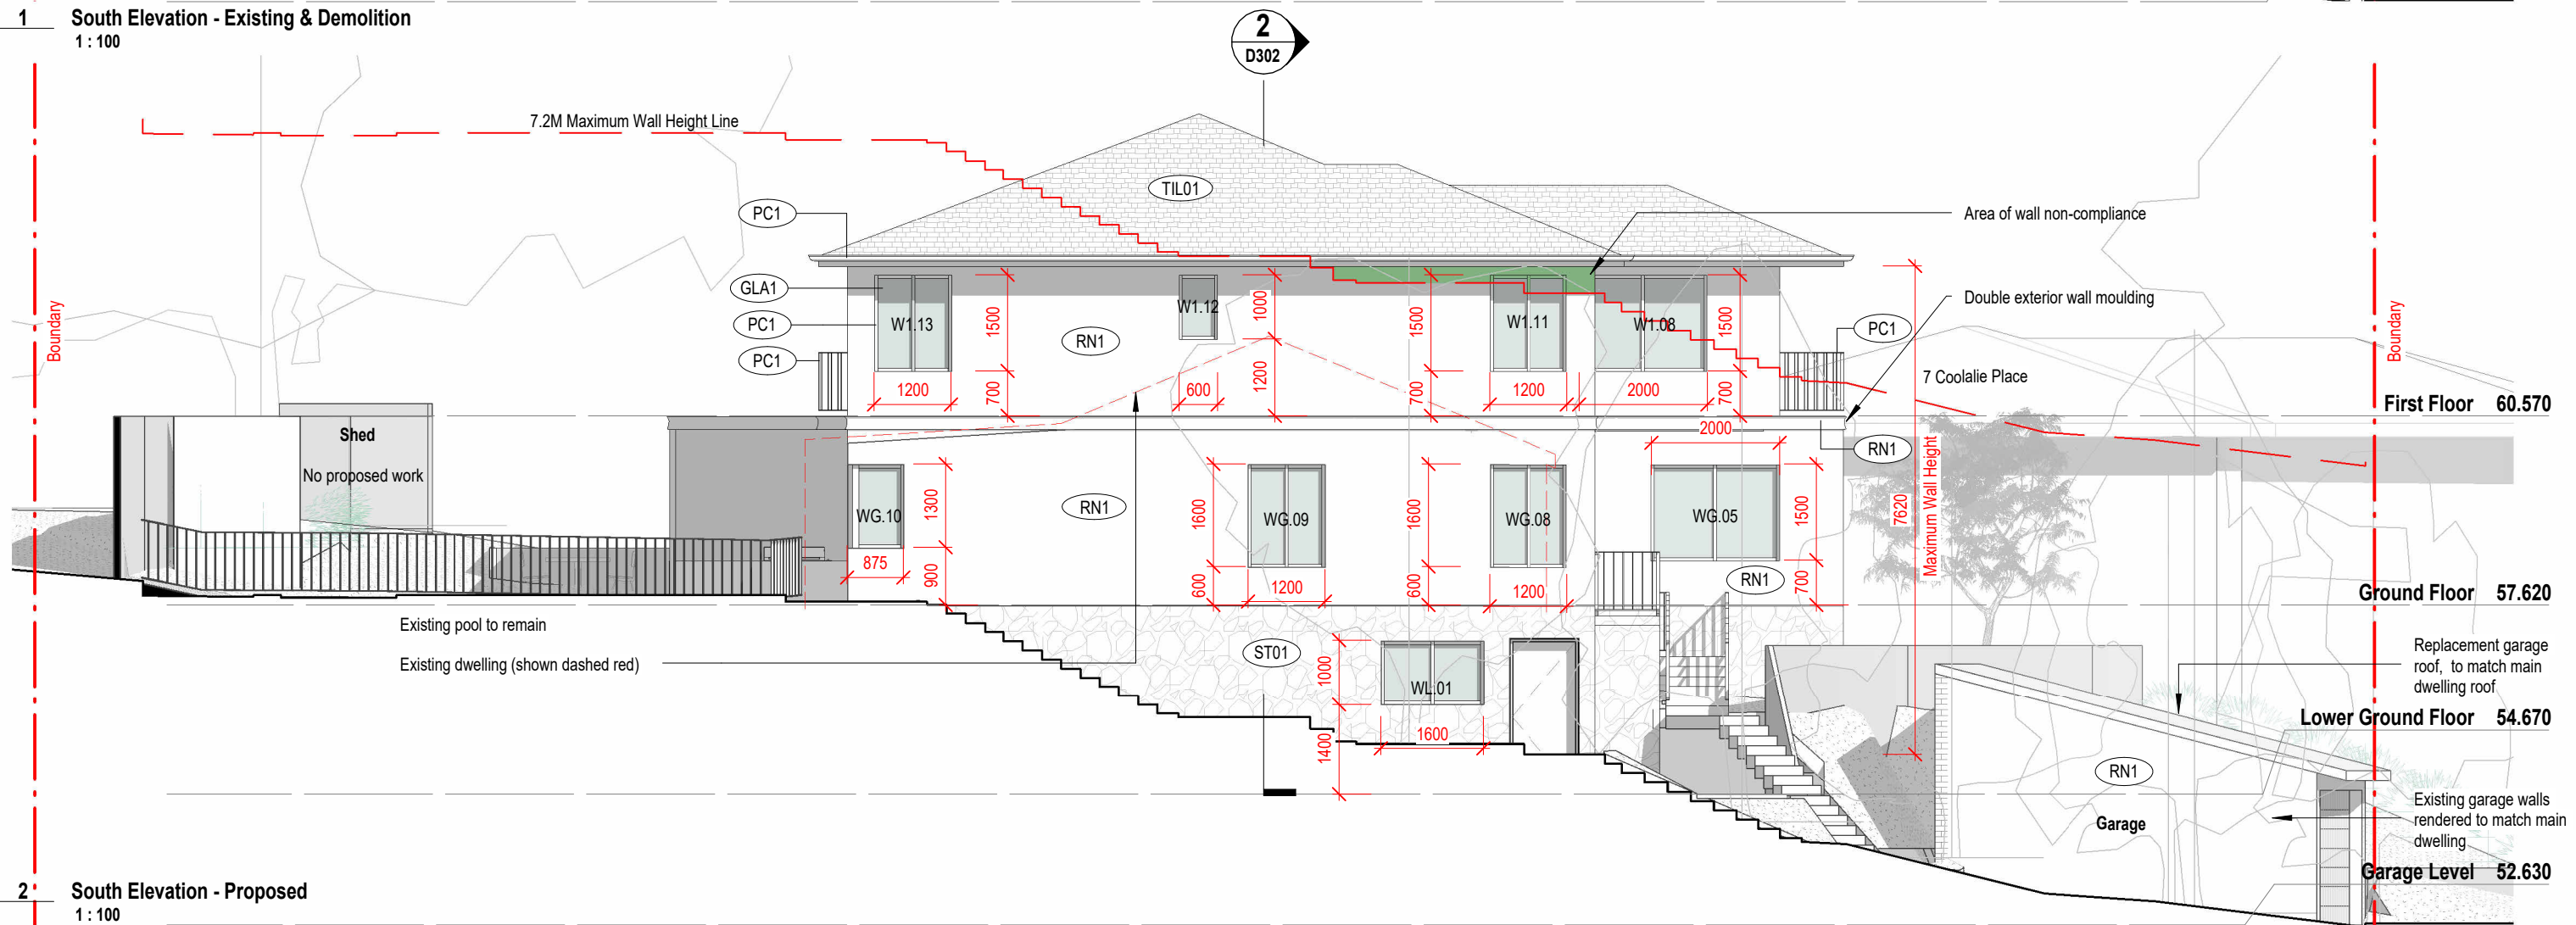 1 South Elevation - Existing & Demolition
1 : 100
2
D302
7.2M Maximum Wall Height Line
TIL01
PC1
Area of wall non-compliance
GLA1
PC1
PC1
W1.13
W1.12
W1.11
W1.08
RN1
1500
700
1200
600
1000
1200
1500
700
1200
2000
1500
700
Double exterior wall moulding
PC1
7 Coolalie Place
Boundary
Boundary
First Floor 60.570
Shed
No proposed work
2000
RN1
Maximum Wall Height
7620
WG.10
RN1
WG.09
WG.08
WG.05
1300
900
875
1600
600
1200
1600
600
1200
1500
700
RN1
Ground Floor 57.620
Existing pool to remain
Existing dwelling (shown dashed red)
ST01
1000
1400
WL.01
1600
Replacement garage
roof, to match main
dwelling roof
Lower Ground Floor 54.670
RN1
Garage
Existing garage walls
rendered to match main
dwelling
Garage Level 52.630
2 South Elevation - Proposed
1 : 100